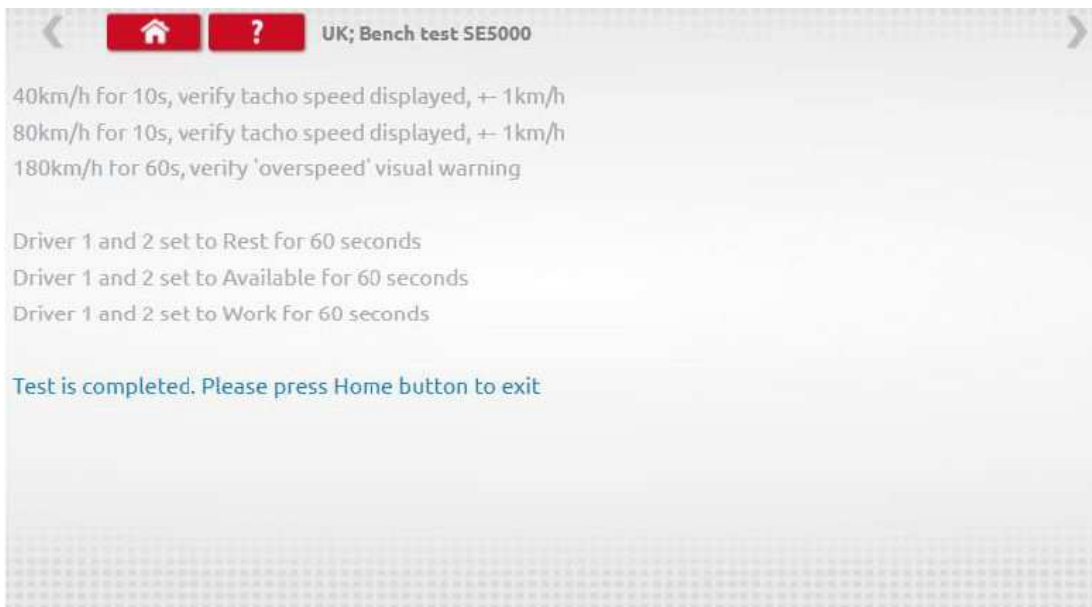 ? UK; Bench test SE5000
40km/h for 10s, verify tacho speed displayed, +- 1km/h
80km/h for 10s, verify tacho speed displayed, +- 1km/h
180km/h for 60s, verify 'overspeed' visual warning
Driver 1 and 2 set to Rest for 60 seconds
Driver 1 and 2 set to Available for 60 seconds
Driver 1 and 2 set to Work for 60 seconds
Test is completed. Please press Home button to exit